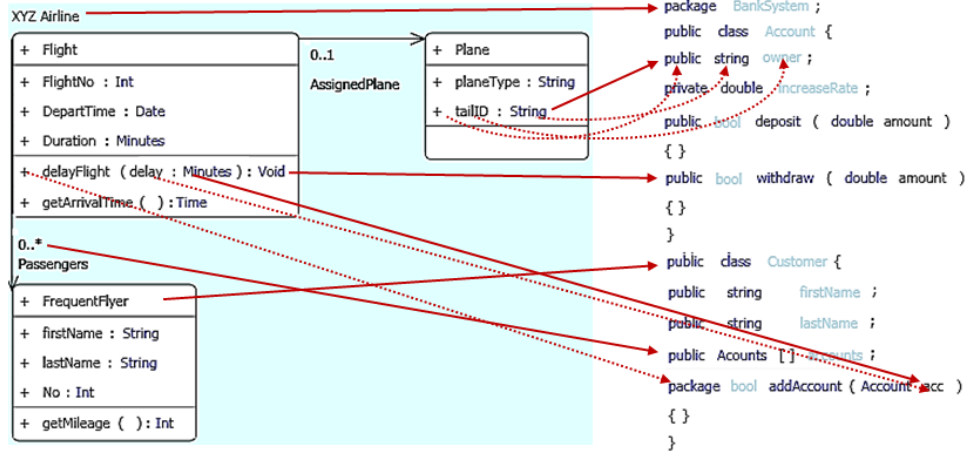 XYZ Airline
+ Flight
+ FlightNo : Int
+ DepartTime : Date
+ Duration : Minutes
+ delayFlight ( delay : Minutes ) : Void
+ getArrivalTime ( ) : Time
0..1
AssignedPlane
+ Plane
+ planeType : String
+ tailID : String
0..*
Passengers
+ FrequentFlyer
+ firstName : String
+ lastName : String
+ No : Int
+ getMileage ( ) : Int
package BankSystem ;
public class Account {
public string owner ;
private double increaseRate ;
public bool deposit ( double amount )
{ }
public bool withdraw ( double amount )
{ }
}
public class Customer {
public string firstName ;
public string lastName ;
public Acounts [ ] accounts ;
package bool addAccount ( Account acc )
{ }
}